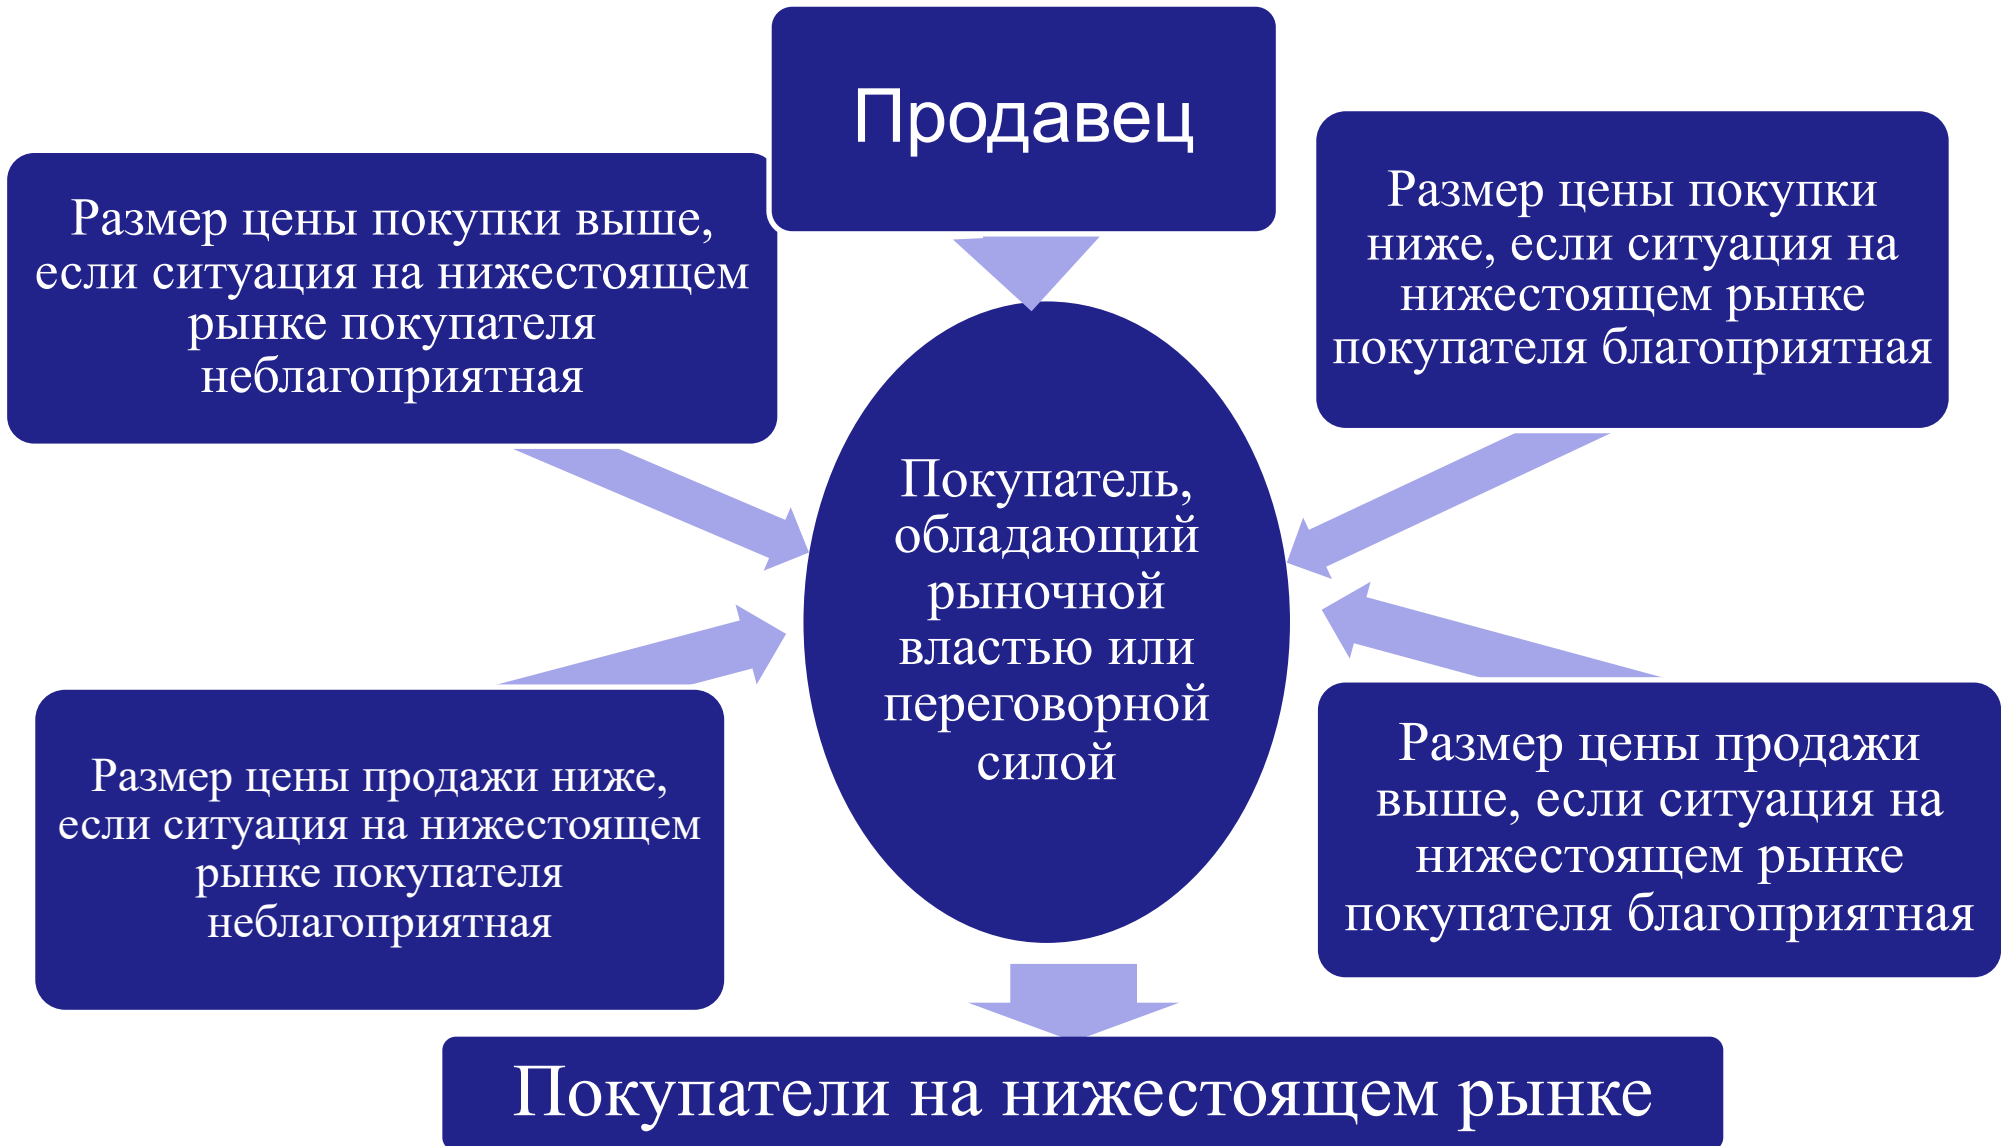 Продавец
Размер цены покупки выше,
если ситуация на нижестоящем
рынке покупателя
неблагоприятная
Размер цены покупки
ниже, если ситуация на
нижестоящем рынке
покупателя благоприятная
Покупатель,
обладающий
рыночной
властью или
переговорной
силой
Размер цены продажи ниже,
если ситуация на нижестоящем
рынке покупателя
неблагоприятная
Размер цены продажи
выше, если ситуация на
нижестоящем рынке
покупателя благоприятная
Покупатели на нижестоящем рынке